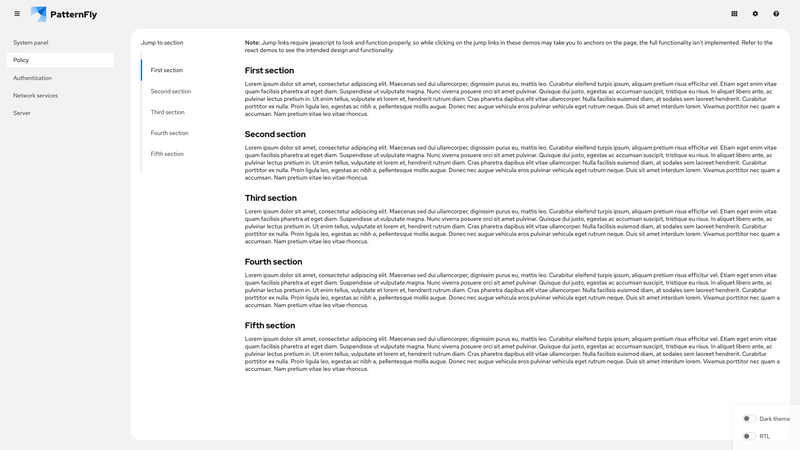 PatternFly
System panel
Policy
Authentication
Network services
Server
Jump to section
First section
Second section
Third section
Fourth section
Fifth section
Note: Jump links require javascript to look and function properly, so while clicking on the jump links in these demos may take you to anchors on the page, the full functionality isn't implemented. Refer to the
react demos to see the intended design and functionality.
First section
Lorem ipsum dolor sit amet, consectetur adipiscing elit. Maecenas sed dui ullamcorper, dignissim purus eu, mattis leo. Curabitur eleifend turpis ipsum, aliquam pretium risus efficitur vel. Etiam eget enim vitae
quam facilisis pharetra at eget diam. Suspendisse ut vulputate magna. Nunc viverra posuere orci sit amet pulvinar. Quisque dui justo, egestas ac accumsan suscipit, tristique eu risus. In aliquet libero ante, ac
pulvinar lectus pretium in. Ut enim tellus, vulputate et lorem et, hendrerit rutrum diam. Cras pharetra dapibus elit vitae ullamcorper. Nulla facilisis euismod diam, at sodales sem laoreet hendrerit. Curabitur
porttitor ex nulla. Proin ligula leo, egestas ac nibh a, pellentesque mollis augue. Donec nec augue vehicula eros pulvinar vehicula eget rutrum neque. Duis sit amet interdum lorem. Vivamus porttitor nec quam a
accumsan. Nam pretium vitae leo vitae rhoncus.
Second section
Lorem ipsum dolor sit amet, consectetur adipiscing elit. Maecenas sed dui ullamcorper, dignissim purus eu, mattis leo. Curabitur eleifend turpis ipsum, aliquam pretium risus efficitur vel. Etiam eget enim vitae
quam facilisis pharetra at eget diam. Suspendisse ut vulputate magna. Nunc viverra posuere orci sit amet pulvinar. Quisque dui justo, egestas ac accumsan suscipit, tristique eu risus. In aliquet libero ante, ac
pulvinar lectus pretium in. Ut enim tellus, vulputate et lorem et, hendrerit rutrum diam. Cras pharetra dapibus elit vitae ullamcorper. Nulla facilisis euismod diam, at sodales sem laoreet hendrerit. Curabitur
porttitor ex nulla. Proin ligula leo, egestas ac nibh a, pellentesque mollis augue. Donec nec augue vehicula eros pulvinar vehicula eget rutrum neque. Duis sit amet interdum lorem. Vivamus porttitor nec quam a
accumsan. Nam pretium vitae leo vitae rhoncus.
Third section
Lorem ipsum dolor sit amet, consectetur adipiscing elit. Maecenas sed dui ullamcorper, dignissim purus eu, mattis leo. Curabitur eleifend turpis ipsum, aliquam pretium risus efficitur vel. Etiam eget enim vitae
quam facilisis pharetra at eget diam. Suspendisse ut vulputate magna. Nunc viverra posuere orci sit amet pulvinar. Quisque dui justo, egestas ac accumsan suscipit, tristique eu risus. In aliquet libero ante, ac
pulvinar lectus pretium in. Ut enim tellus, vulputate et lorem et, hendrerit rutrum diam. Cras pharetra dapibus elit vitae ullamcorper. Nulla facilisis euismod diam, at sodales sem laoreet hendrerit. Curabitur
porttitor ex nulla. Proin ligula leo, egestas ac nibh a, pellentesque mollis augue. Donec nec augue vehicula eros pulvinar vehicula eget rutrum neque. Duis sit amet interdum lorem. Vivamus porttitor nec quam a
accumsan. Nam pretium vitae leo vitae rhoncus.
Fourth section
Lorem ipsum dolor sit amet, consectetur adipiscing elit. Maecenas sed dui ullamcorper, dignissim purus eu, mattis leo. Curabitur eleifend turpis ipsum, aliquam pretium risus efficitur vel. Etiam eget enim vitae
quam facilisis pharetra at eget diam. Suspendisse ut vulputate magna. Nunc viverra posuere orci sit amet pulvinar. Quisque dui justo, egestas ac accumsan suscipit, tristique eu risus. In aliquet libero ante, ac
pulvinar lectus pretium in. Ut enim tellus, vulputate et lorem et, hendrerit rutrum diam. Cras pharetra dapibus elit vitae ullamcorper. Nulla facilisis euismod diam, at sodales sem laoreet hendrerit. Curabitur
porttitor ex nulla. Proin ligula leo, egestas ac nibh a, pellentesque mollis augue. Donec nec augue vehicula eros pulvinar vehicula eget rutrum neque. Duis sit amet interdum lorem. Vivamus porttitor nec quam a
accumsan. Nam pretium vitae leo vitae rhoncus.
Fifth section
Lorem ipsum dolor sit amet, consectetur adipiscing elit. Maecenas sed dui ullamcorper, dignissim purus eu, mattis leo. Curabitur eleifend turpis ipsum, aliquam pretium risus efficitur vel. Etiam eget enim vitae
quam facilisis pharetra at eget diam. Suspendisse ut vulputate magna. Nunc viverra posuere orci sit amet pulvinar. Quisque dui justo, egestas ac accumsan suscipit, tristique eu risus. In aliquet libero ante, ac
pulvinar lectus pretium in. Ut enim tellus, vulputate et lorem et, hendrerit rutrum diam. Cras pharetra dapibus elit vitae ullamcorper. Nulla facilisis euismod diam, at sodales sem laoreet hendrerit. Curabitur
porttitor ex nulla. Proin ligula leo, egestas ac nibh a, pellentesque mollis augue. Donec nec augue vehicula eros pulvinar vehicula eget rutrum neque. Duis sit amet interdum lorem. Vivamus porttitor nec quam a
accumsan. Nam pretium vitae leo vitae rhoncus.
Dark theme
RTL